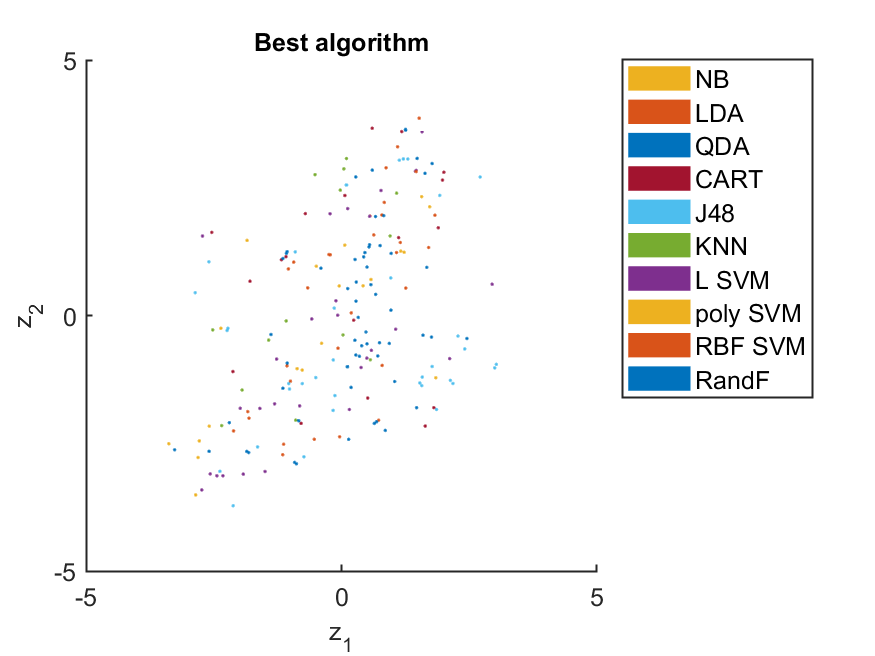 Best algorithm
5
0
-5
-5
0
5
z2
z1
NB
LDA
QDA
CART
J48
KNN
L SVM
poly SVM
RBF SVM
RandF